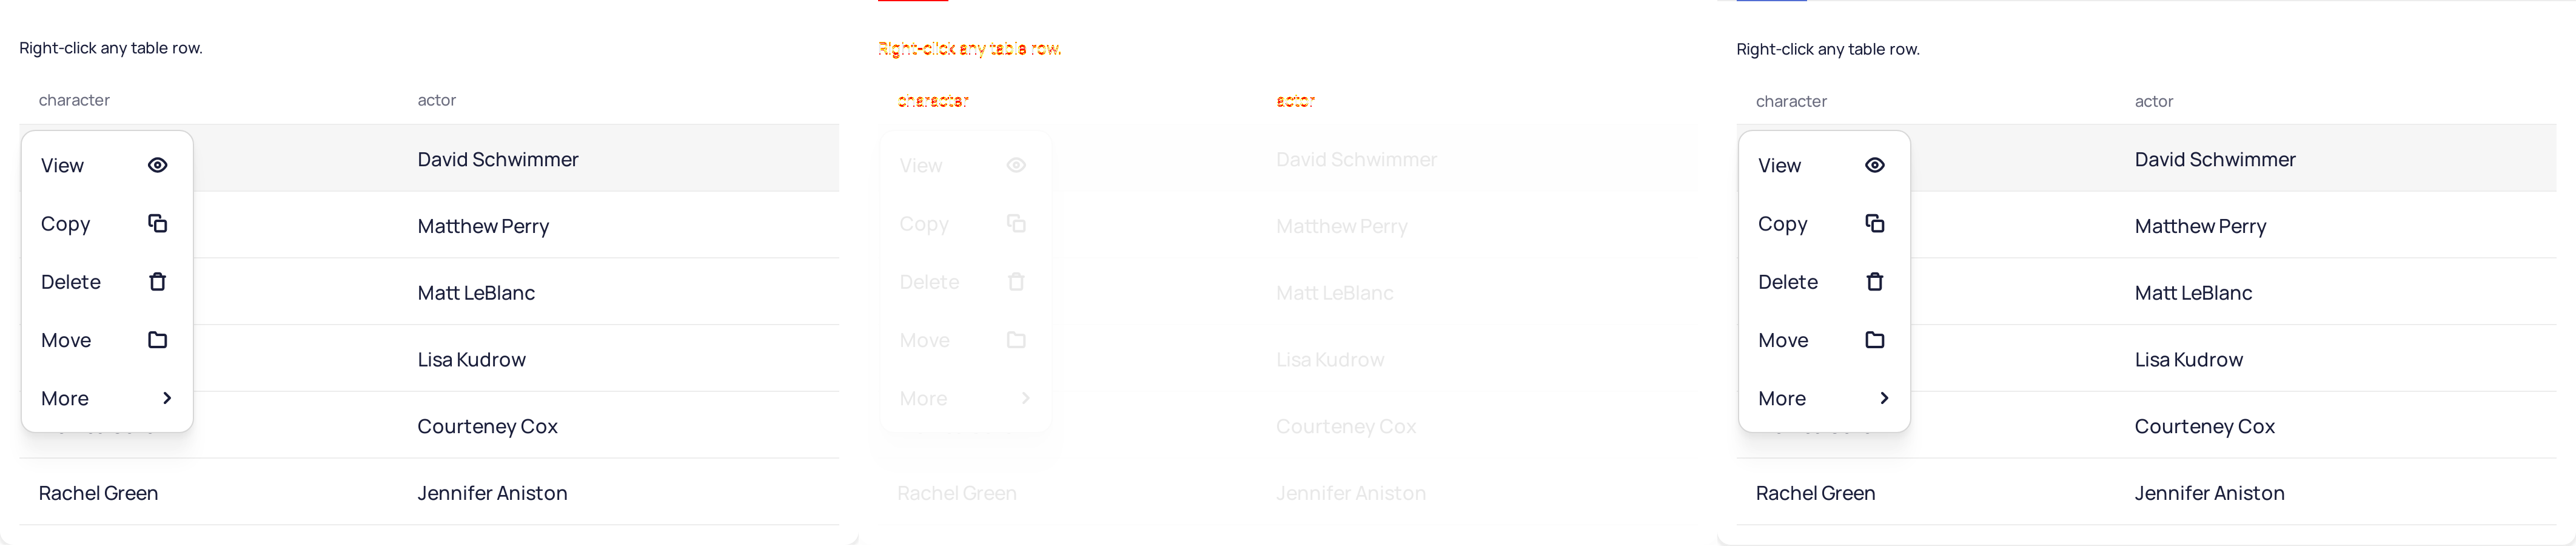 Right-click any table row.
character actor
View David Schwimmer
Copy Matthew Perry
Delete Matt LeBlanc
Move Lisa Kudrow
More Courteney Cox
Rachel Green Jennifer Aniston
Right-click any table row.
character actor
View David Schwimmer
Copy Matthew Perry
Delete Matt LeBlanc
Move Lisa Kudrow
More Courteney Cox
Rachel Green Jennifer Aniston
Right-click any table row.
character actor
View David Schwimmer
Copy Matthew Perry
Delete Matt LeBlanc
Move Lisa Kudrow
More Courteney Cox
Rachel Green Jennifer Aniston